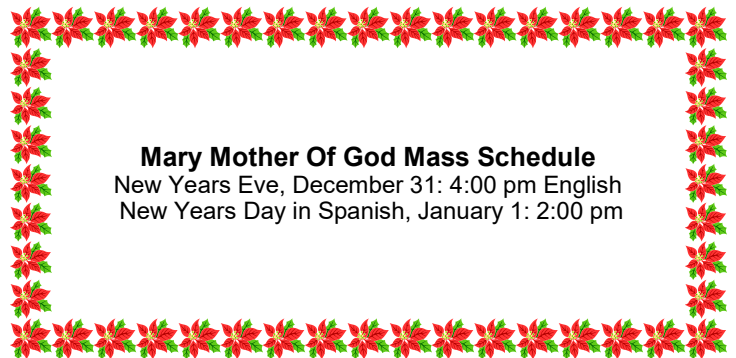 Mary Mother Of God Mass Schedule
New Years Eve, December 31: 4:00 pm English
New Years Day in Spanish, January 1: 2:00 pm